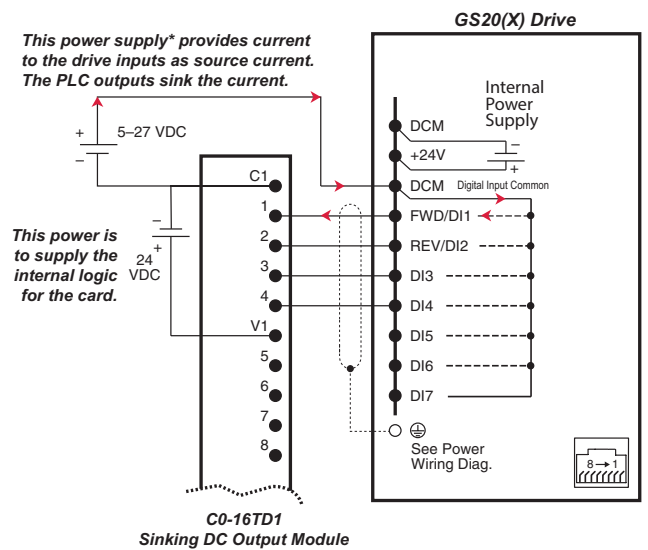 GS20(X) Drive
This power supply* provides current
to the drive inputs as source current.
The PLC outputs sink the current.
Internal
Power
Supply
+
5–27 VDC
–
DCM
–
+24V
+
C1
DCM
Digital Input Common
1
FWD/DI1
–
This power is
to supply the
internal logic
for the card.
+
24
VDC
2
REV/DI2
3
DI3
4
DI4
V1
DI5
5
DI6
6
DI7
7
8
See Power
Wiring Diag.
8→1
C0-16TD1
Sinking DC Output Module